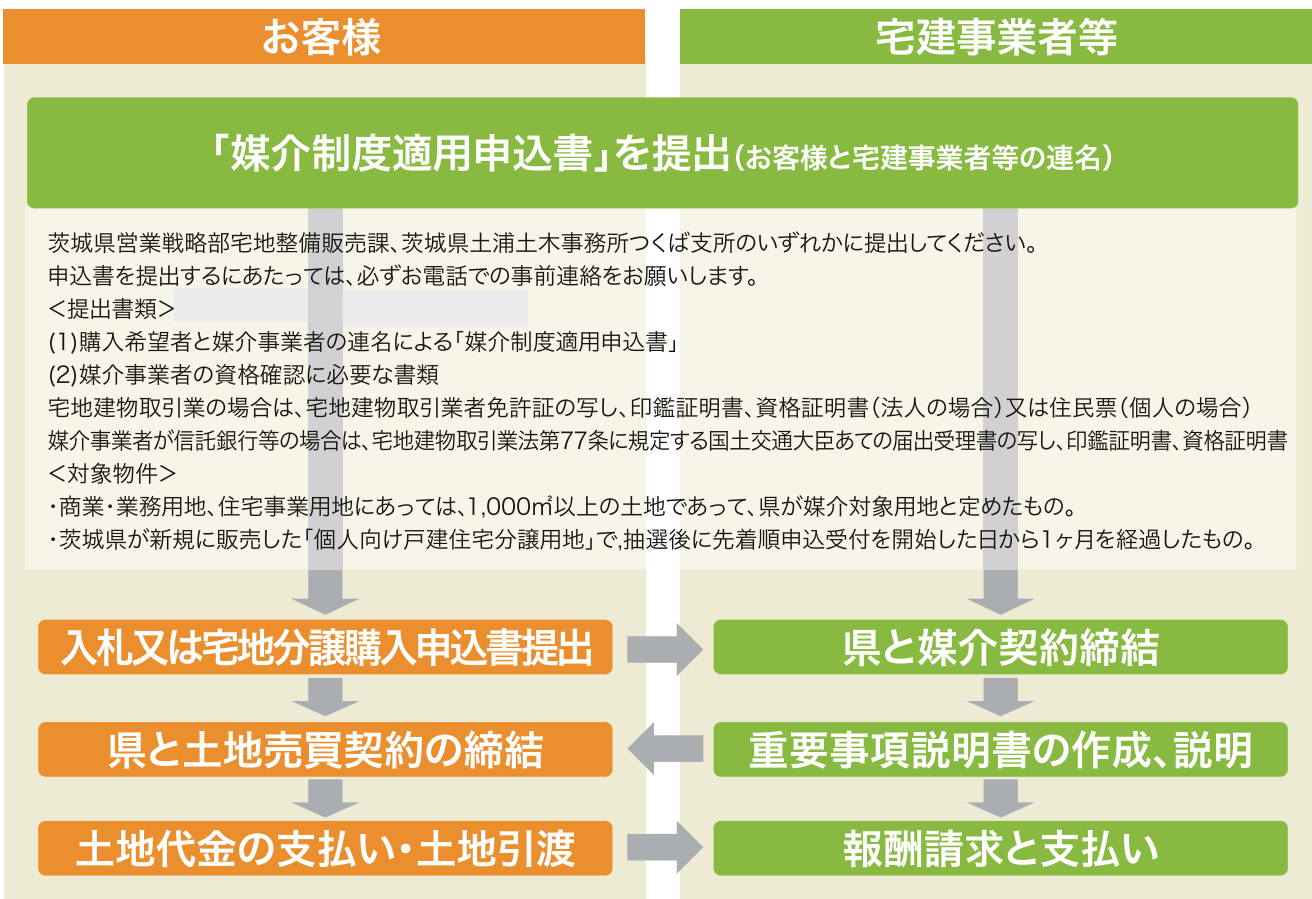 お客様
宅建事業者等
「媒介制度適用申込書」を提出(お客様と宅建事業者等の連名)
茨城県営業戦略部宅地整備販売課、茨城県土浦土木事務所つくば支所のいずれかに提出してください。
申込書を提出するにあたっては、必ずお電話での事前連絡をお願いします。
＜提出書類＞
(1)購入希望者と媒介事業者の連名による「媒介制度適用申込書」
(2)媒介事業者の資格確認に必要な書類
宅地建物取引業の場合は、宅地建物取引業者免許証の写し、印鑑証明書、資格証明書(法人の場合)又は住民票(個人の場合)
媒介事業者が信託銀行等の場合は、宅地建物取引業法第77条に規定する国土交通大臣あての届出受理書の写し、印鑑証明書、資格証明書
＜対象物件＞
・商業・業務用地、住宅事業用地にあっては、1,000㎡以上の土地であって、県が媒介対象用地と定めたもの。
・茨城県が新規に販売した「個人向け戸建住宅分譲用地」で,抽選後に先着順申込受付を開始した日から1ヶ月を経過したもの。
入札又は宅地分譲購入申込書提出
県と媒介契約締結
県と土地売買契約の締結
重要事項説明書の作成、説明
土地代金の支払い・土地引渡
報酬請求と支払い